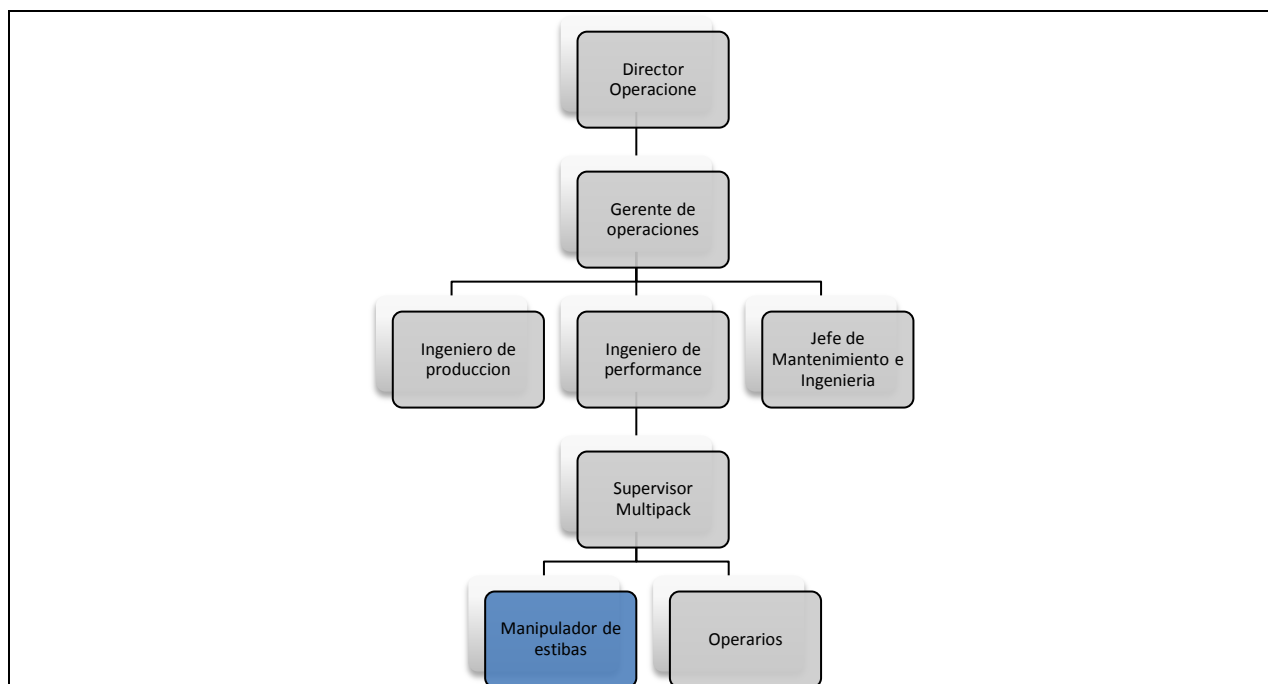 Director
Operacione
Gerente de
operaciones
Ingeniero de
produccion
Ingeniero de
performance
Jefe de
Mantenimiento e
Ingenieria
Supervisor
Multipack
Manipulador de
estibas
Operarios